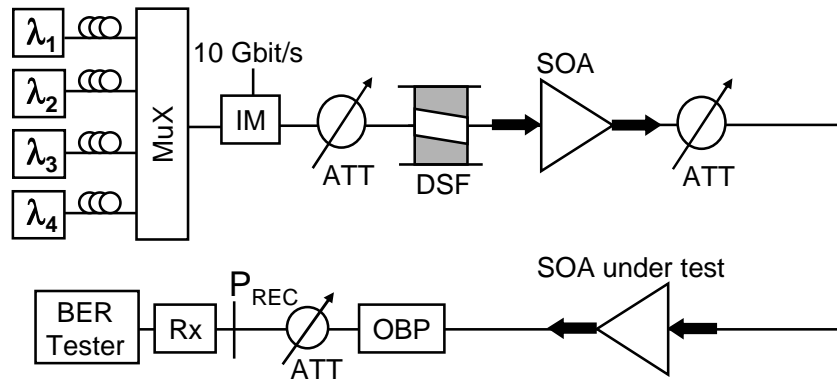 λ1
λ2
λ3
λ4
MuX
10 Gbit/s
IM
ATT
DSF
SOA
ATT
SOA under test
BER
Tester
Rx
PREC
ATT
OBP